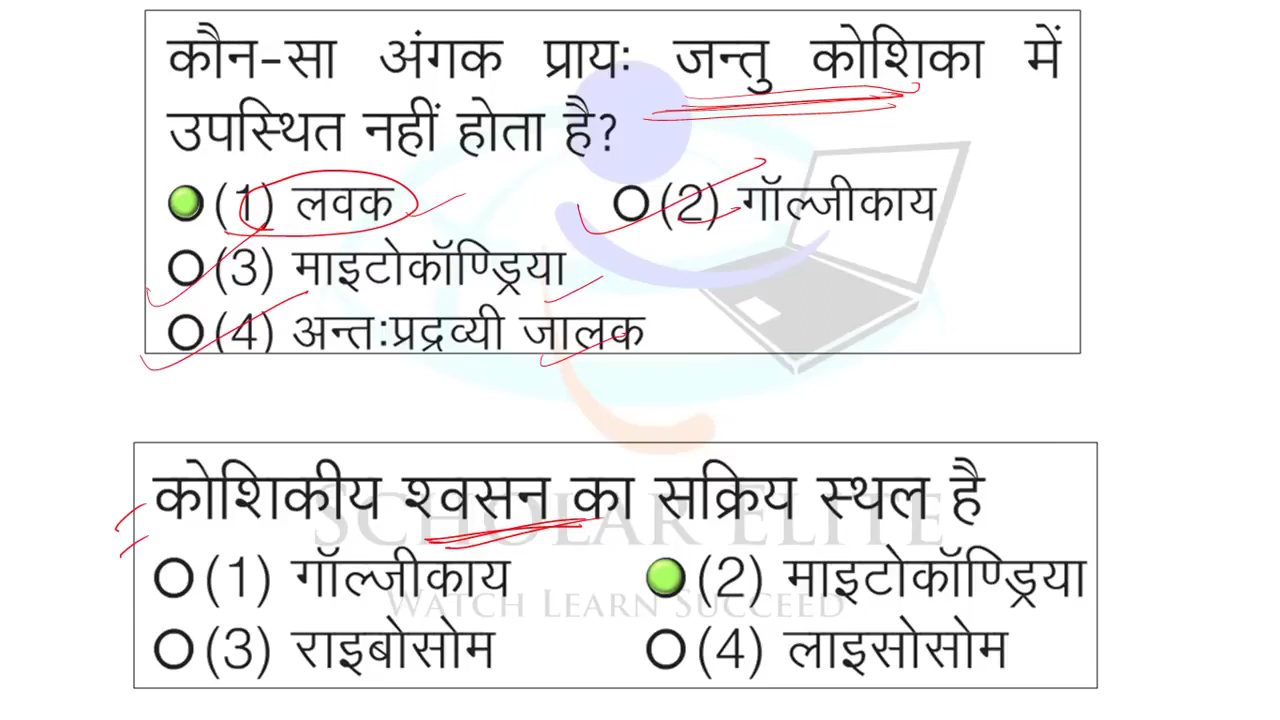 कौन-सा अंगक प्रायः जन्तु कोशिका में
उपस्थित नहीं होता है?
(1) लवक (2) गॉल्जीकाय
(3) माइटोकॉण्ड्रिया
(4) अन्तःप्रद्रव्यी जालक
कोशिकीय श्वसन का सक्रिय स्थल है
SCHOLAR ELITE
(1) गॉल्जीकाय (2) माइटोकॉण्ड्रिया
WATCH LEARN SUCCEED
(3) राइबोसोम (4) लाइसोसोम